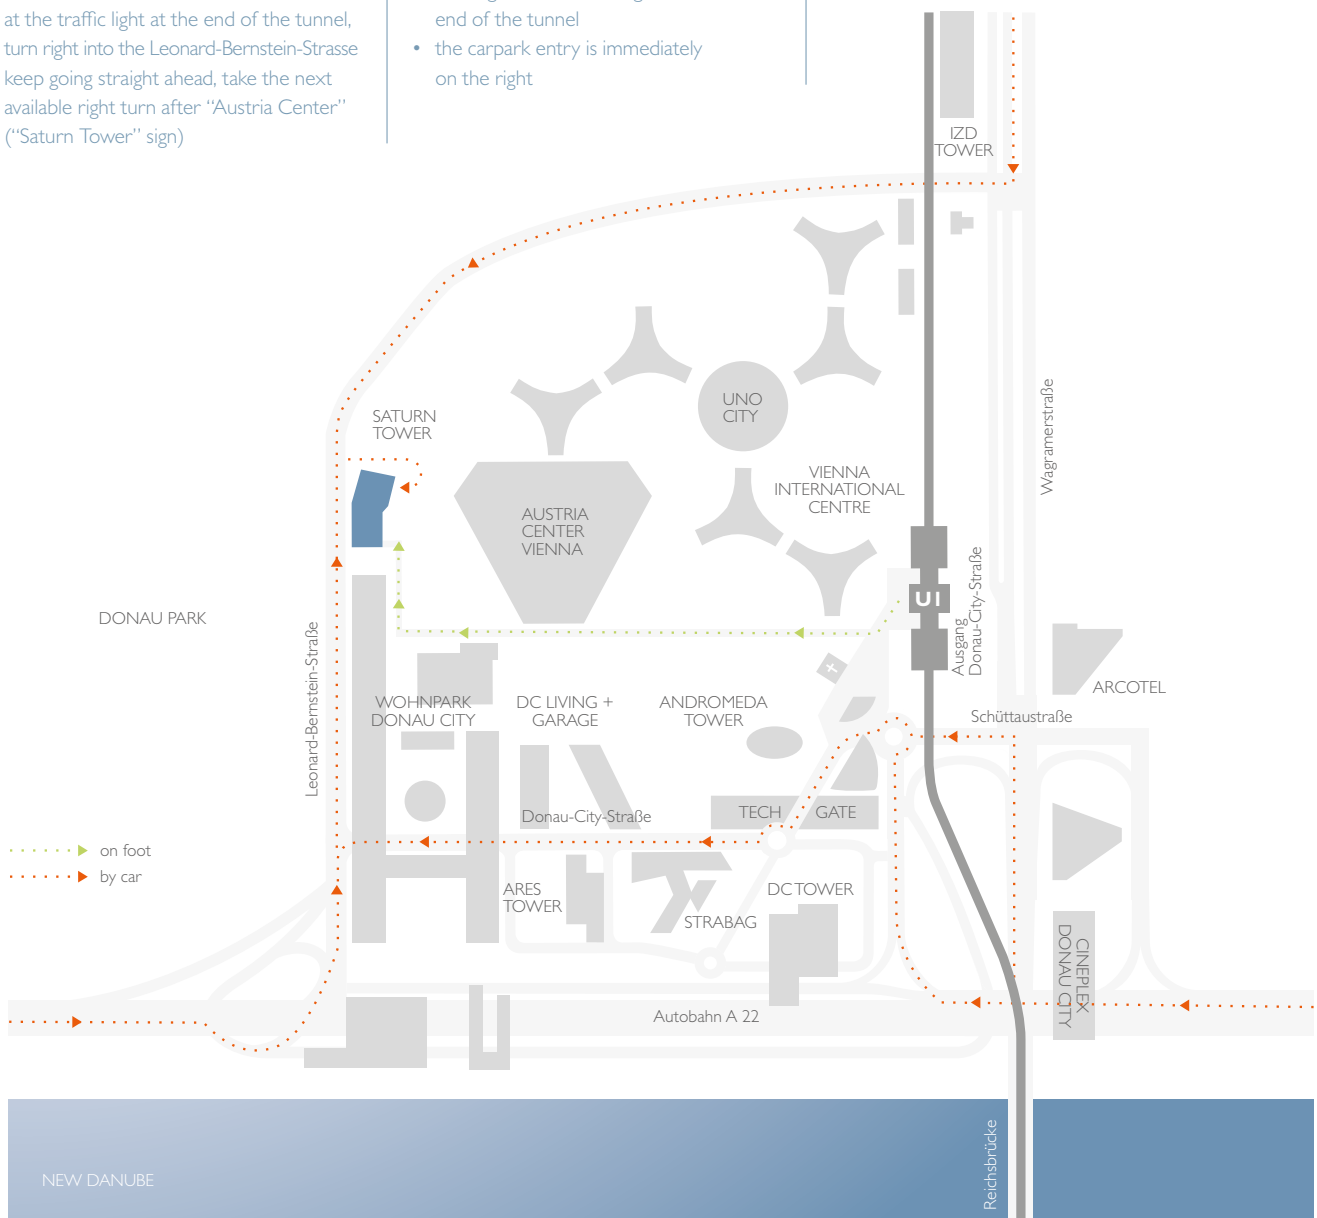 at the traffic light at the end of the tunnel,
turn right into the Leonard-Bernstein-Strasse
keep going straight ahead, take the next
available right turn after “Austria Center”
(“Saturn Tower” sign)
end of the tunnel
• the carpark entry is immediately
on the right
IZD
TOWER
SATURN
TOWER
UNO
CITY
Wagramerstraße
VIENNA
INTERNATIONAL
CENTRE
AUSTRIA
CENTER
VIENNA
U1
Ausgang
Donau-City-Straße
DONAU PARK
Leonard-Bernstein-Straße
ARCOTEL
WOHNPARK
DONAU CITY
DC LIVING +
GARAGE
ANDROMEDA
TOWER
Schüttaustraße
Donau-City-Straße
TECH GATE
on foot
by car
ARES
TOWER
STRABAG
DC TOWER
CINEPLEX
DONAU CITY
Autobahn A 22
NEW DANUBE
Reichsbrücke